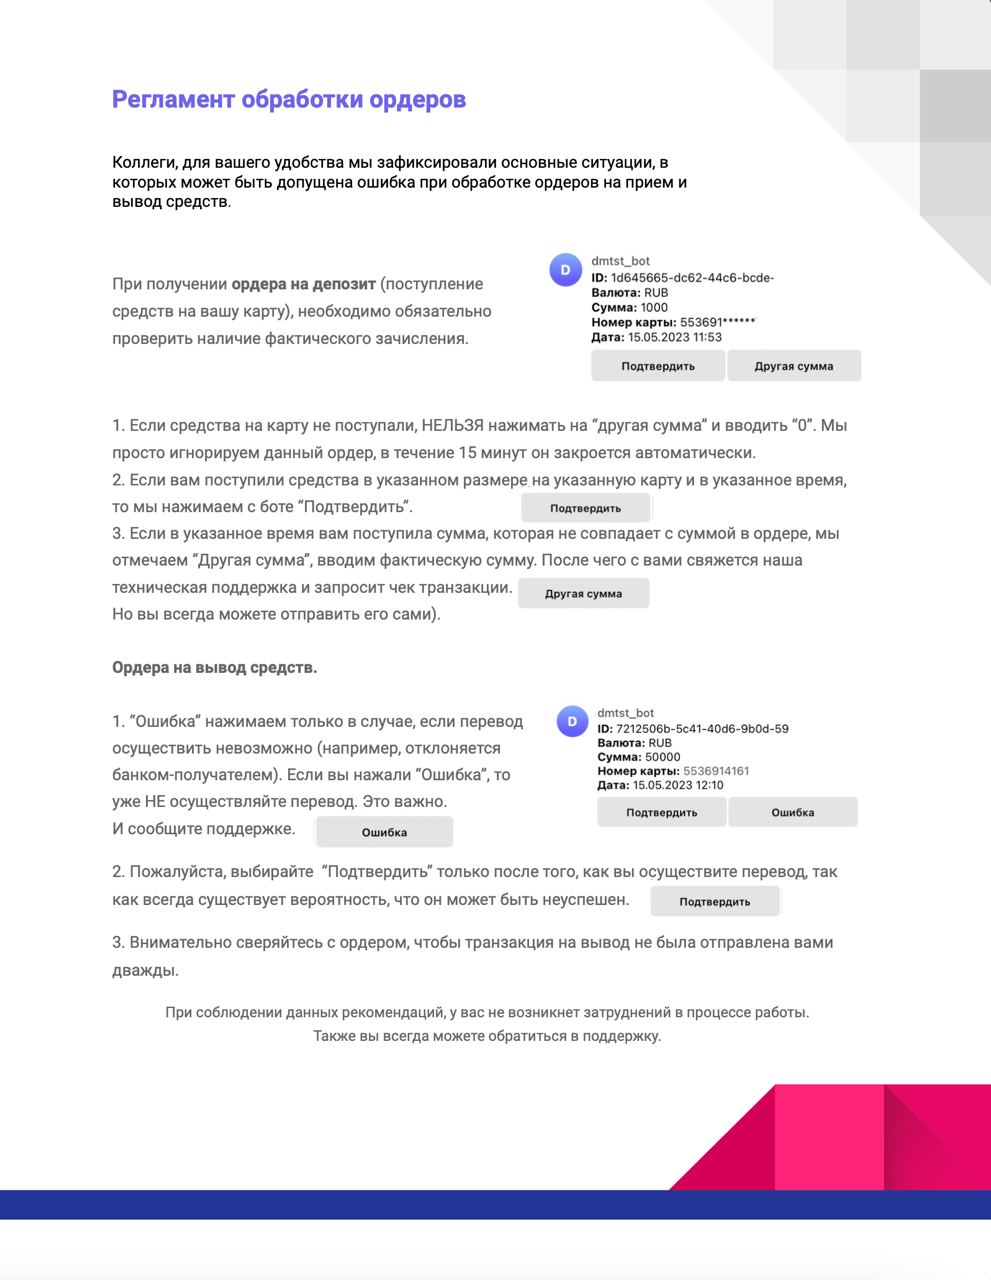 Регламент обработки ордеров
Коллеги, для вашего удобства мы зафиксировали основные ситуации, в
которых может быть допущена ошибка при обработке ордеров на прием и
вывод средств.
При получении ордера на депозит (поступление
средств на вашу карту), необходимо обязательно
проверить наличие фактического зачисления.
D
dmtst_bot
ID: 1d645665-dc62-44c6-bcde-
Валюта: RUB
Сумма: 1000
Номер карты: 553691******
Дата: 15.05.2023 11:53
Подтвердить
Другая сумма
1. Если средства на карту не поступали, НЕЛЬЗЯ нажимать на “другая сумма” и вводить “0”. Мы
просто игнорируем данный ордер, в течение 15 минут он закроется автоматически.
2. Если вам поступили средства в указанном размере на указанную карту и в указанное время,
то мы нажимаем с боте “Подтвердить”.
Подтвердить
3. Если в указанное время вам поступила сумма, которая не совпадает с суммой в ордере, мы
отмечаем “Другая сумма”, вводим фактическую сумму. После чего с вами свяжется наша
техническая поддержка и запросит чек транзакции.
Другая сумма
Но вы всегда можете отправить его сами).
Ордера на вывод средств.
1. “Ошибка” нажимаем только в случае, если перевод
осуществить невозможно (например, отклоняется
банком-получателем). Если вы нажали “Ошибка”, то
уже НЕ осуществляйте перевод. Это важно.
И сообщите поддержке.
Ошибка
D
dmtst_bot
ID: 7212506b-5c41-40d6-9b0d-59
Валюта: RUB
Сумма: 50000
Номер карты: 5536914161
Дата: 15.05.2023 12:10
Подтвердить
Ошибка
2. Пожалуйста, выбирайте “Подтвердить” только после того, как вы осуществите перевод, так
как всегда существует вероятность, что он может быть неуспешен.
Подтвердить
3. Внимательно сверяйтесь с ордером, чтобы транзакция на вывод не была отправлена вами
дважды.
При соблюдении данных рекомендаций, у вас не возникнет затруднений в процессе работы.
Также вы всегда можете обратиться в поддержку.